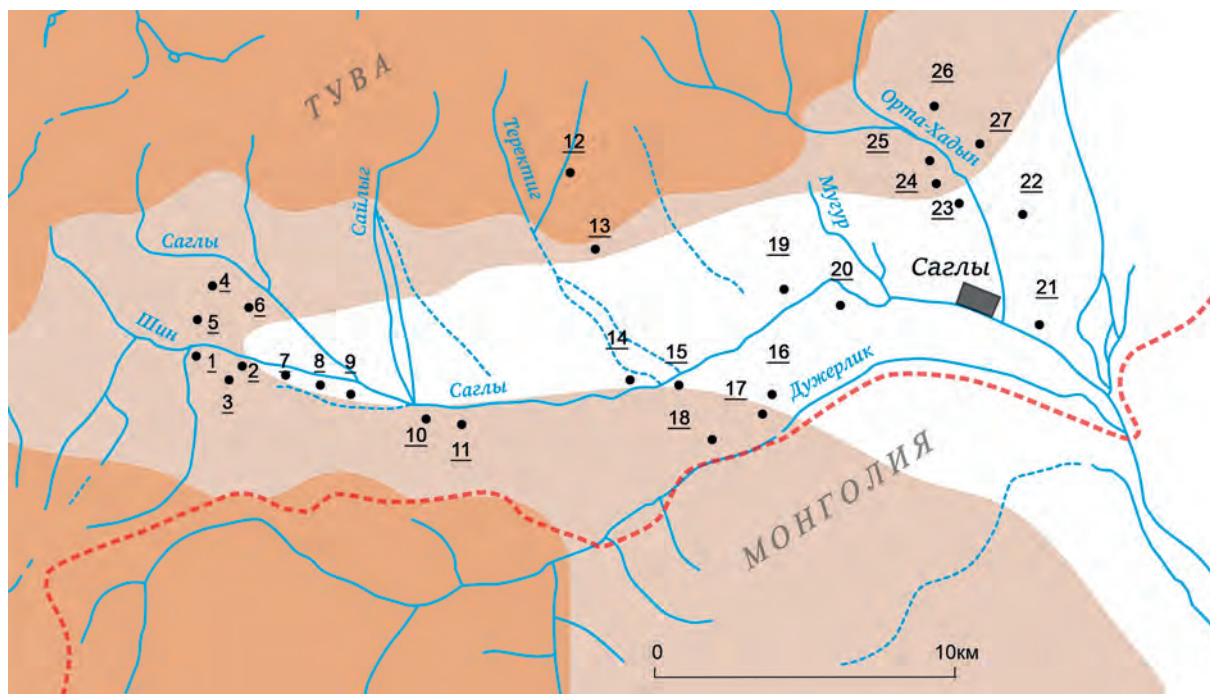 ТУВА
26
Орта-Хадын
27
25
12
Теректиг
24
22
Сайлыг
Мугур
23
Саглы
13
19
20
Саглы
4
6
21
5
Шин
14
15
16
1
2
7
8
9
Саглы
Дужерлик
3
17
18
10
11
МОНГОЛИЯ
0
10км